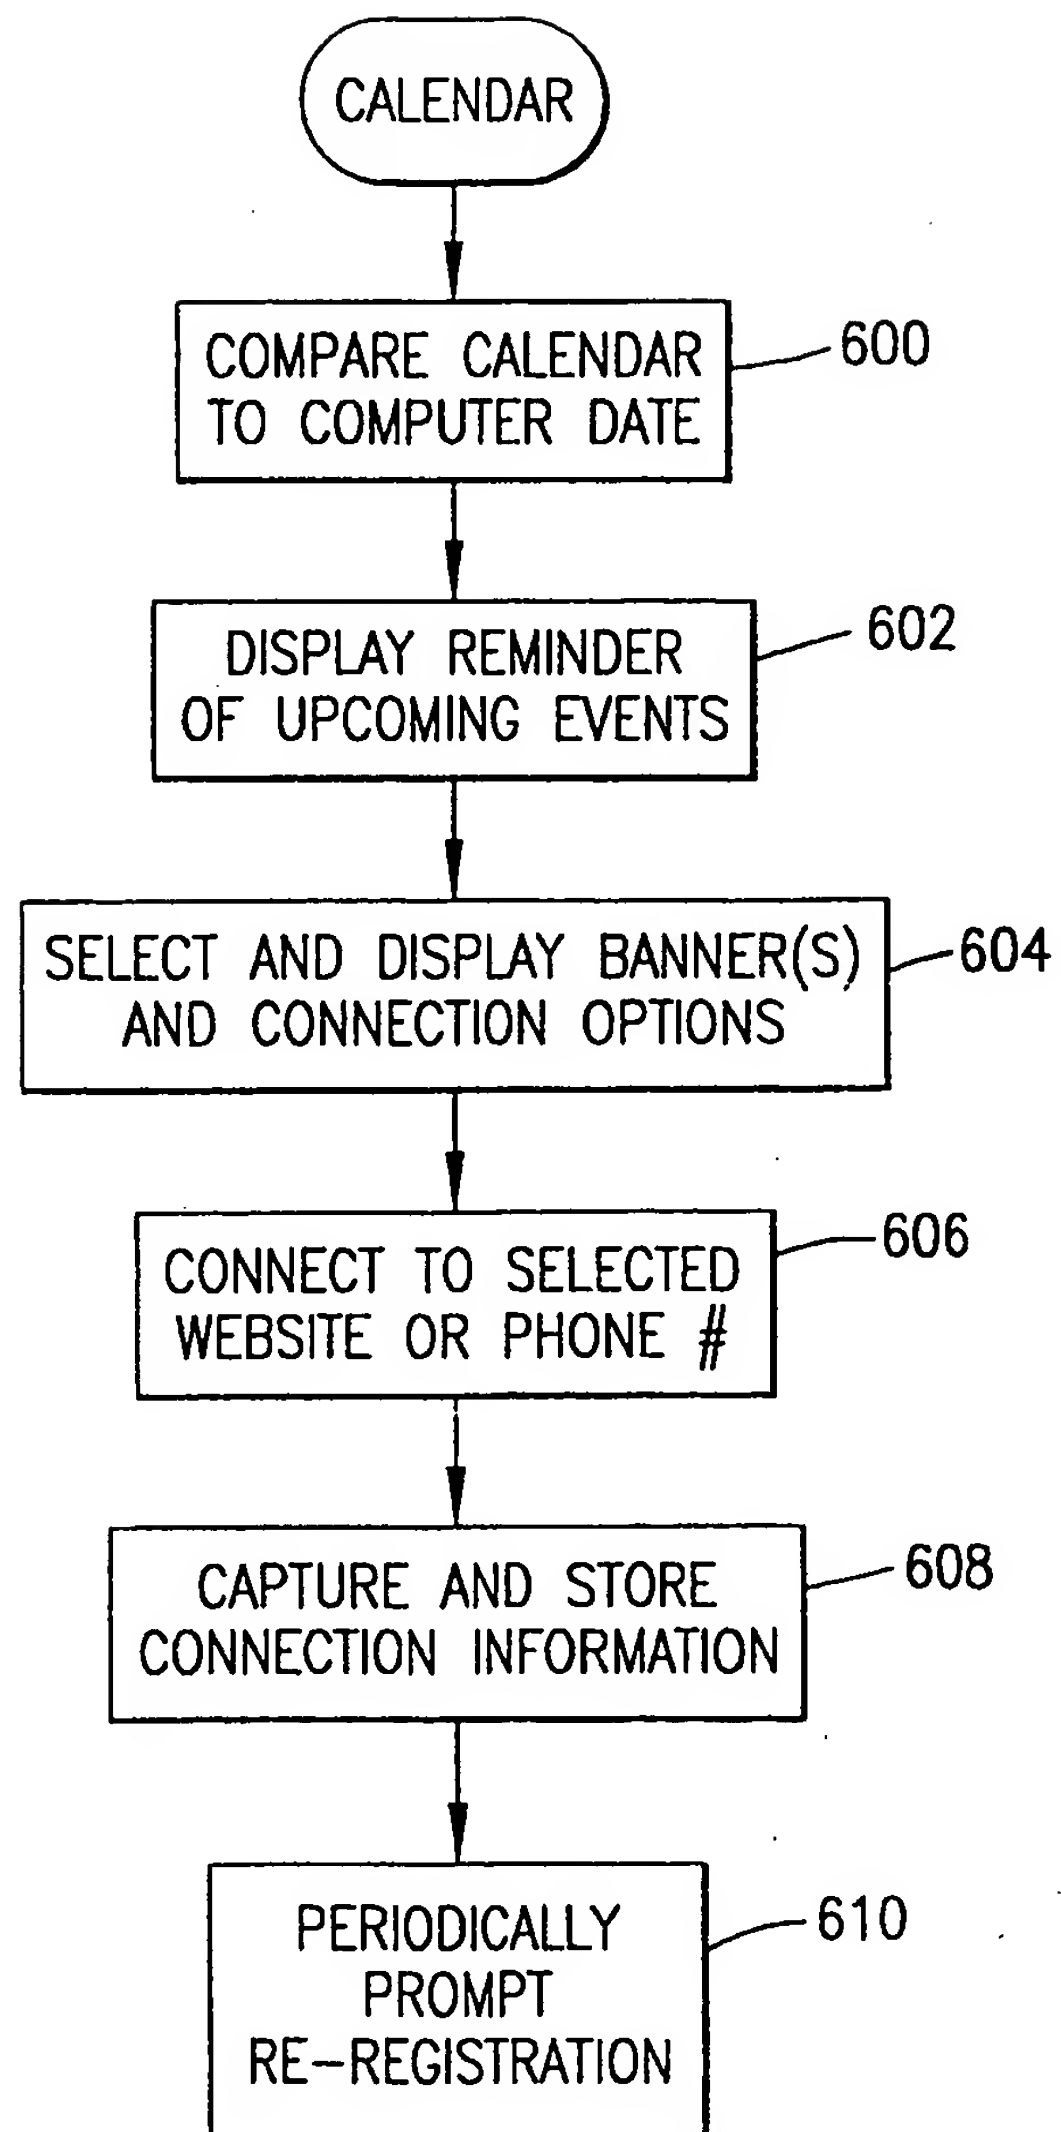 CALENDAR
COMPARE CALENDAR
TO COMPUTER DATE
600
DISPLAY REMINDER
OF UPCOMING EVENTS
602
SELECT AND DISPLAY BANNER(S)
AND CONNECTION OPTIONS
604
CONNECT TO SELECTED
WEBSITE OR PHONE #
606
CAPTURE AND STORE
CONNECTION INFORMATION
608
PERIODICALLY
PROMPT
RE-REGISTRATION
610